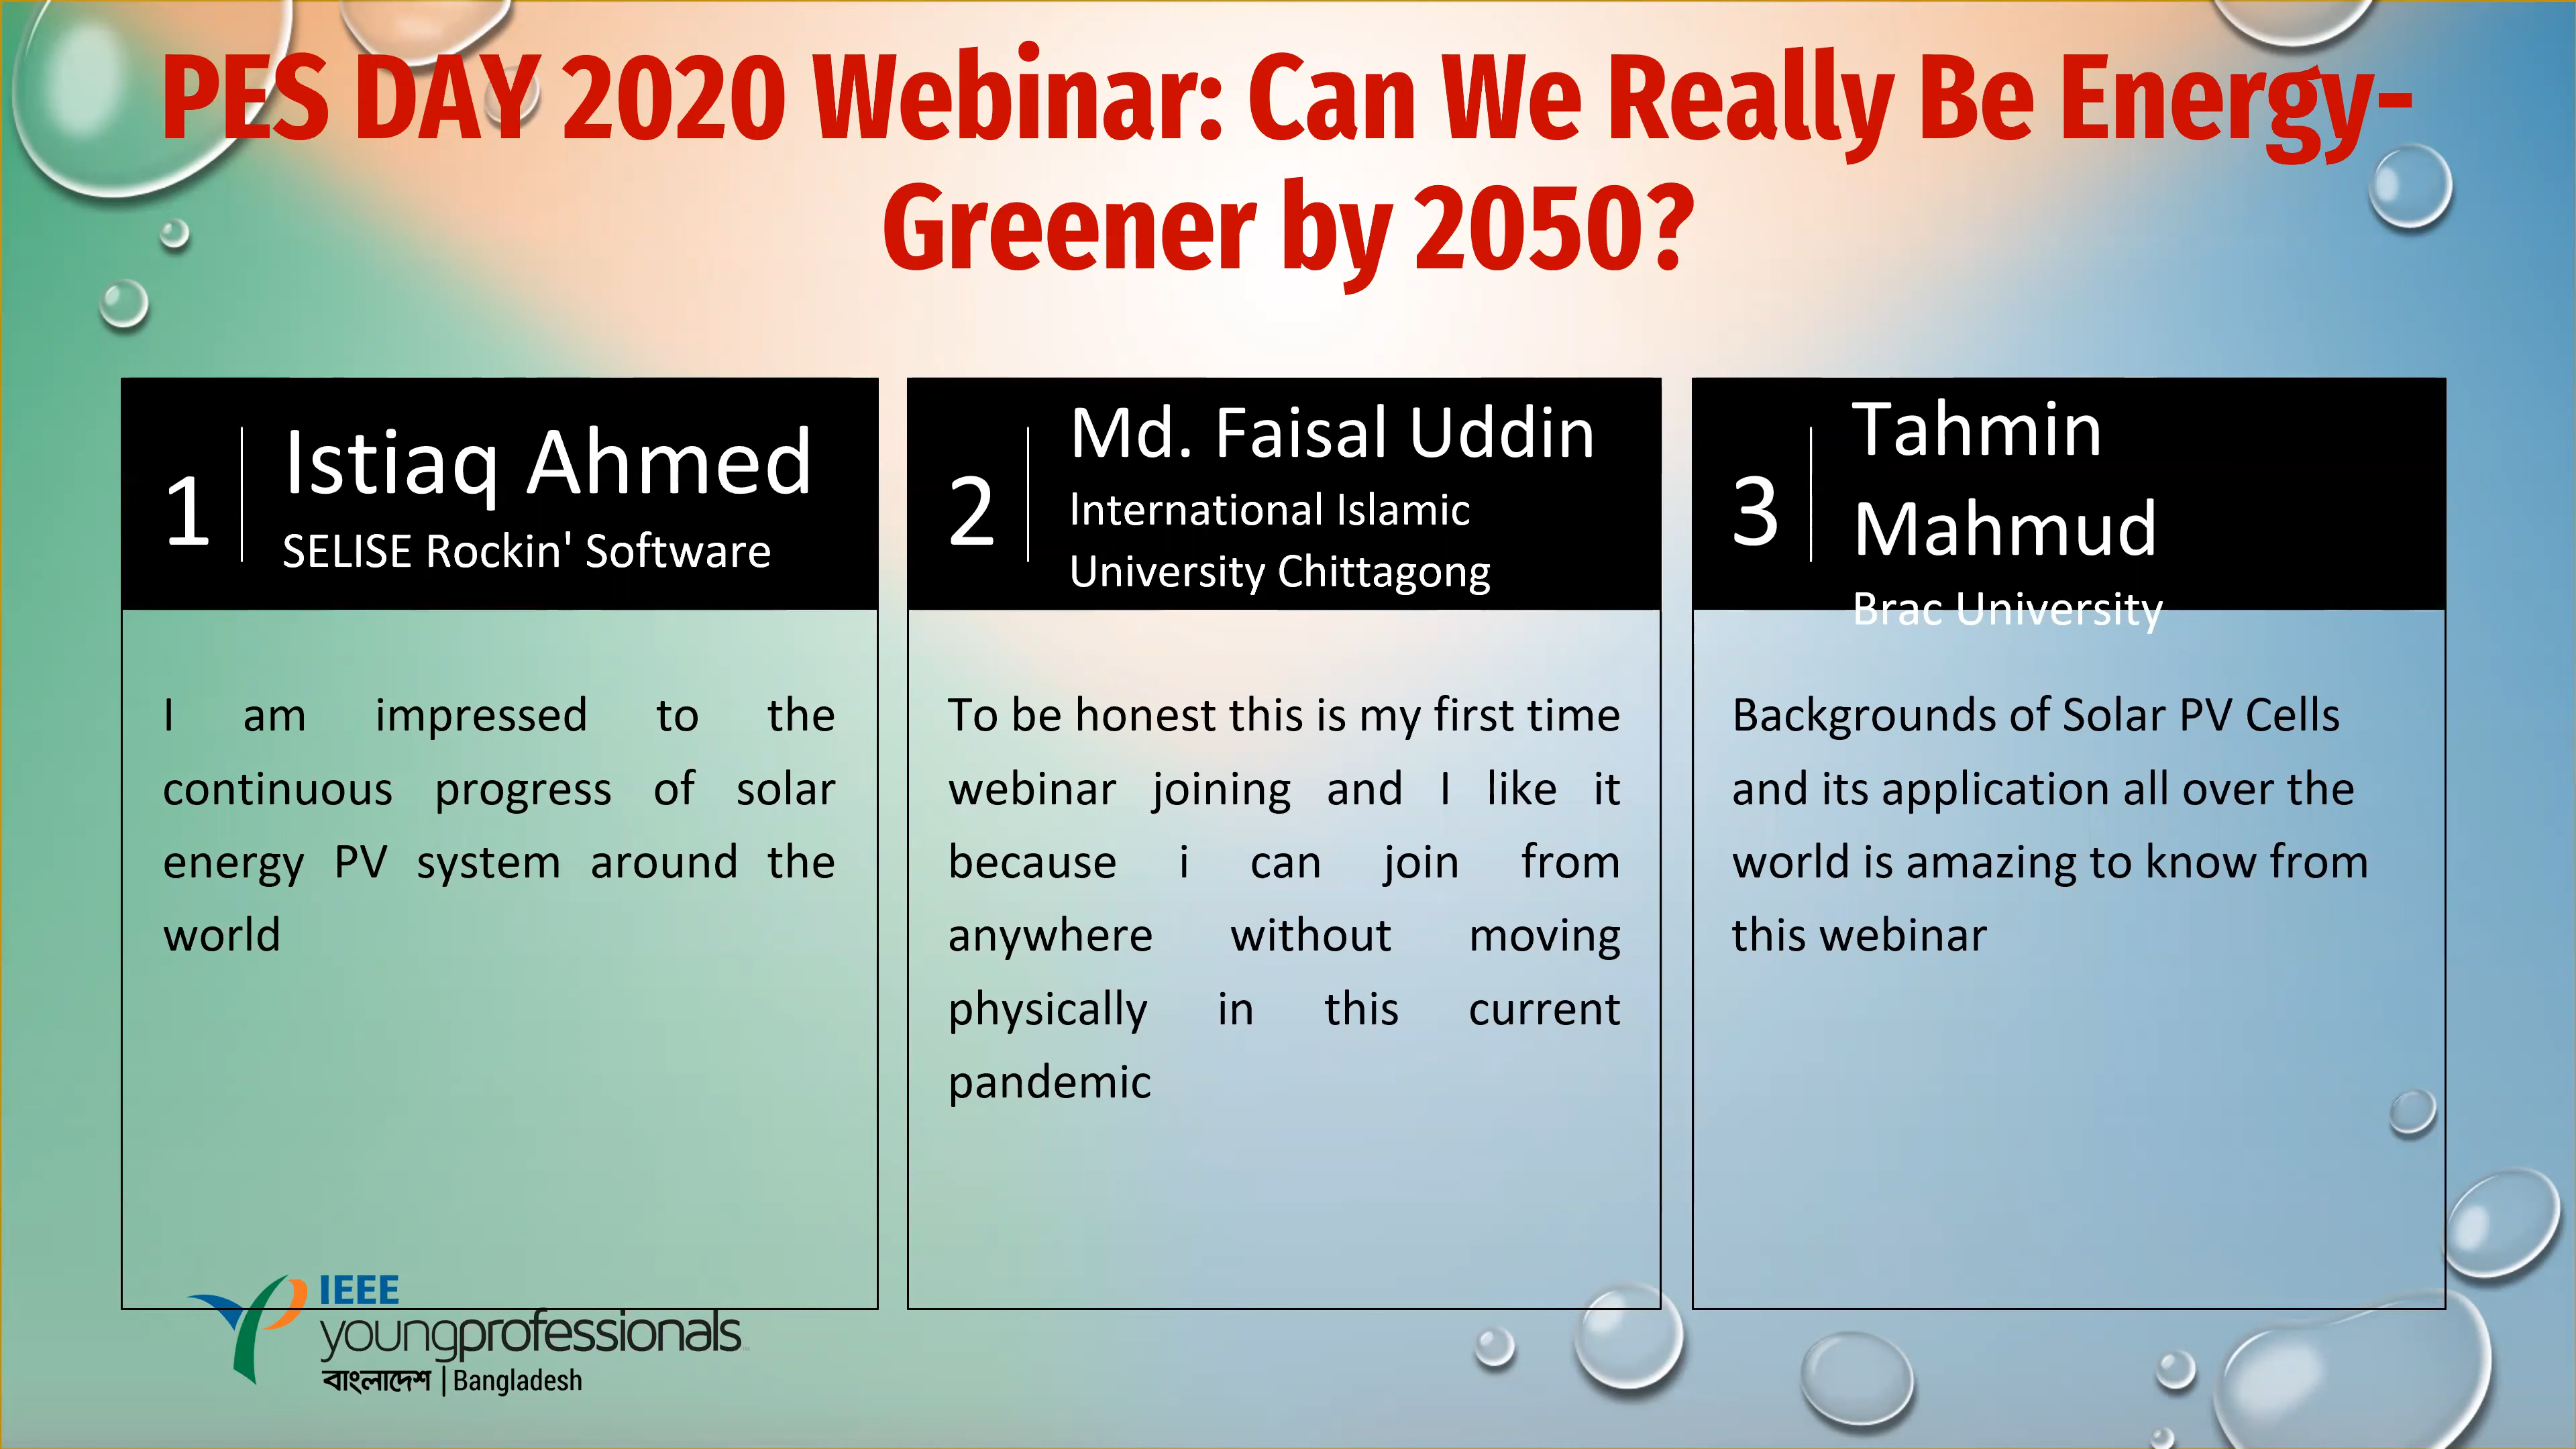 PES DAY 2020 Webinar: Can We Really Be Energy-
Greener by 2050?
1
Istiaq Ahmed
SELISE Rockin' Software
I am impressed to the
continuous progress of solar
energy PV system around the
world
2
Md. Faisal Uddin
International Islamic
University Chittagong
To be honest this is my first time
webinar joining and I like it
because i can join from
anywhere without moving
physically in this current
pandemic
3
Tahmin
Mahmud
Brac University
Backgrounds of Solar PV Cells
and its application all over the
world is amazing to know from
this webinar
IEEE
youngprofessionals
বাংলাদেশ | Bangladesh